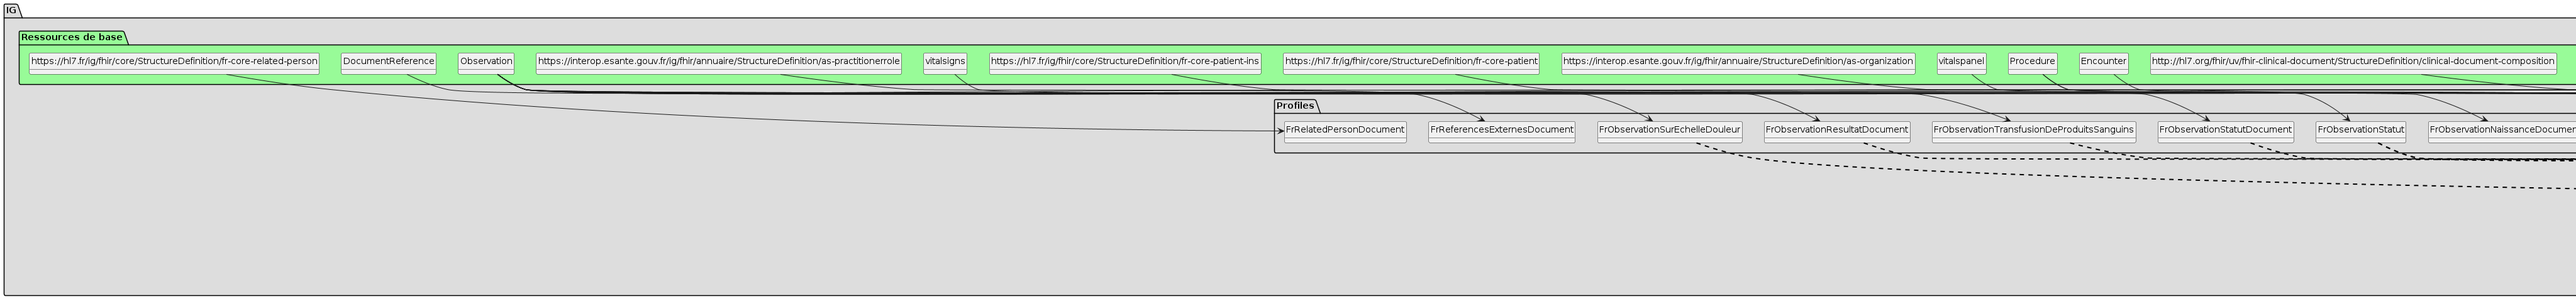 IG
Ressources de base
https://hl7.fr/ig/fhir/core/StructureDefinition/fr-core-related-person
DocumentReference
Observation
https://interop.esante.gouv.fr/ig/fhir/annuaire/StructureDefinition/as-practitionerrole
vitalsigns
https://hl7.fr/ig/fhir/core/StructureDefinition/fr-core-patient-ins
https://hl7.fr/ig/fhir/core/StructureDefinition/fr-core-patient
https://interop.esante.gouv.fr/ig/fhir/annuaire/StructureDefinition/as-organization
vitalspanel
Procedure
Encounter
http://hl7.org/fhir/uv/fhir-clinical-document/StructureDefinition/clinical-document-composition
Profiles
FrRelatedPersonDocument
FrReferencesExternesDocument
FrObservationSurEchelleDouleur
FrObservationResultatDocument
FrObservationTransfusionDeProduitsSanguins
FrObservationStatutDocument
FrObservationStatut
FrObservationNaissanceDocumen